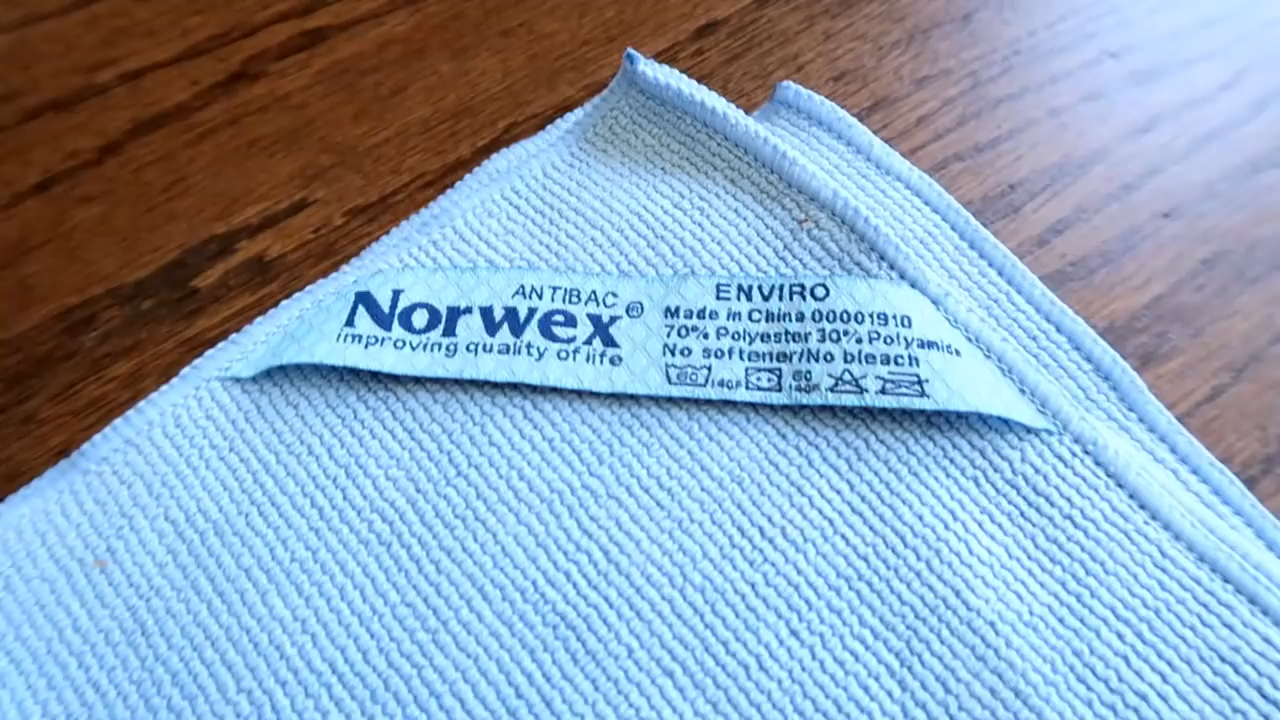 ANTIBAC
Norwex®
improving quality of life
ENVIRO
Made in China 00001910
70% Polyester 30% Polyamide
No softener/No bleach
60 140F 60 140F